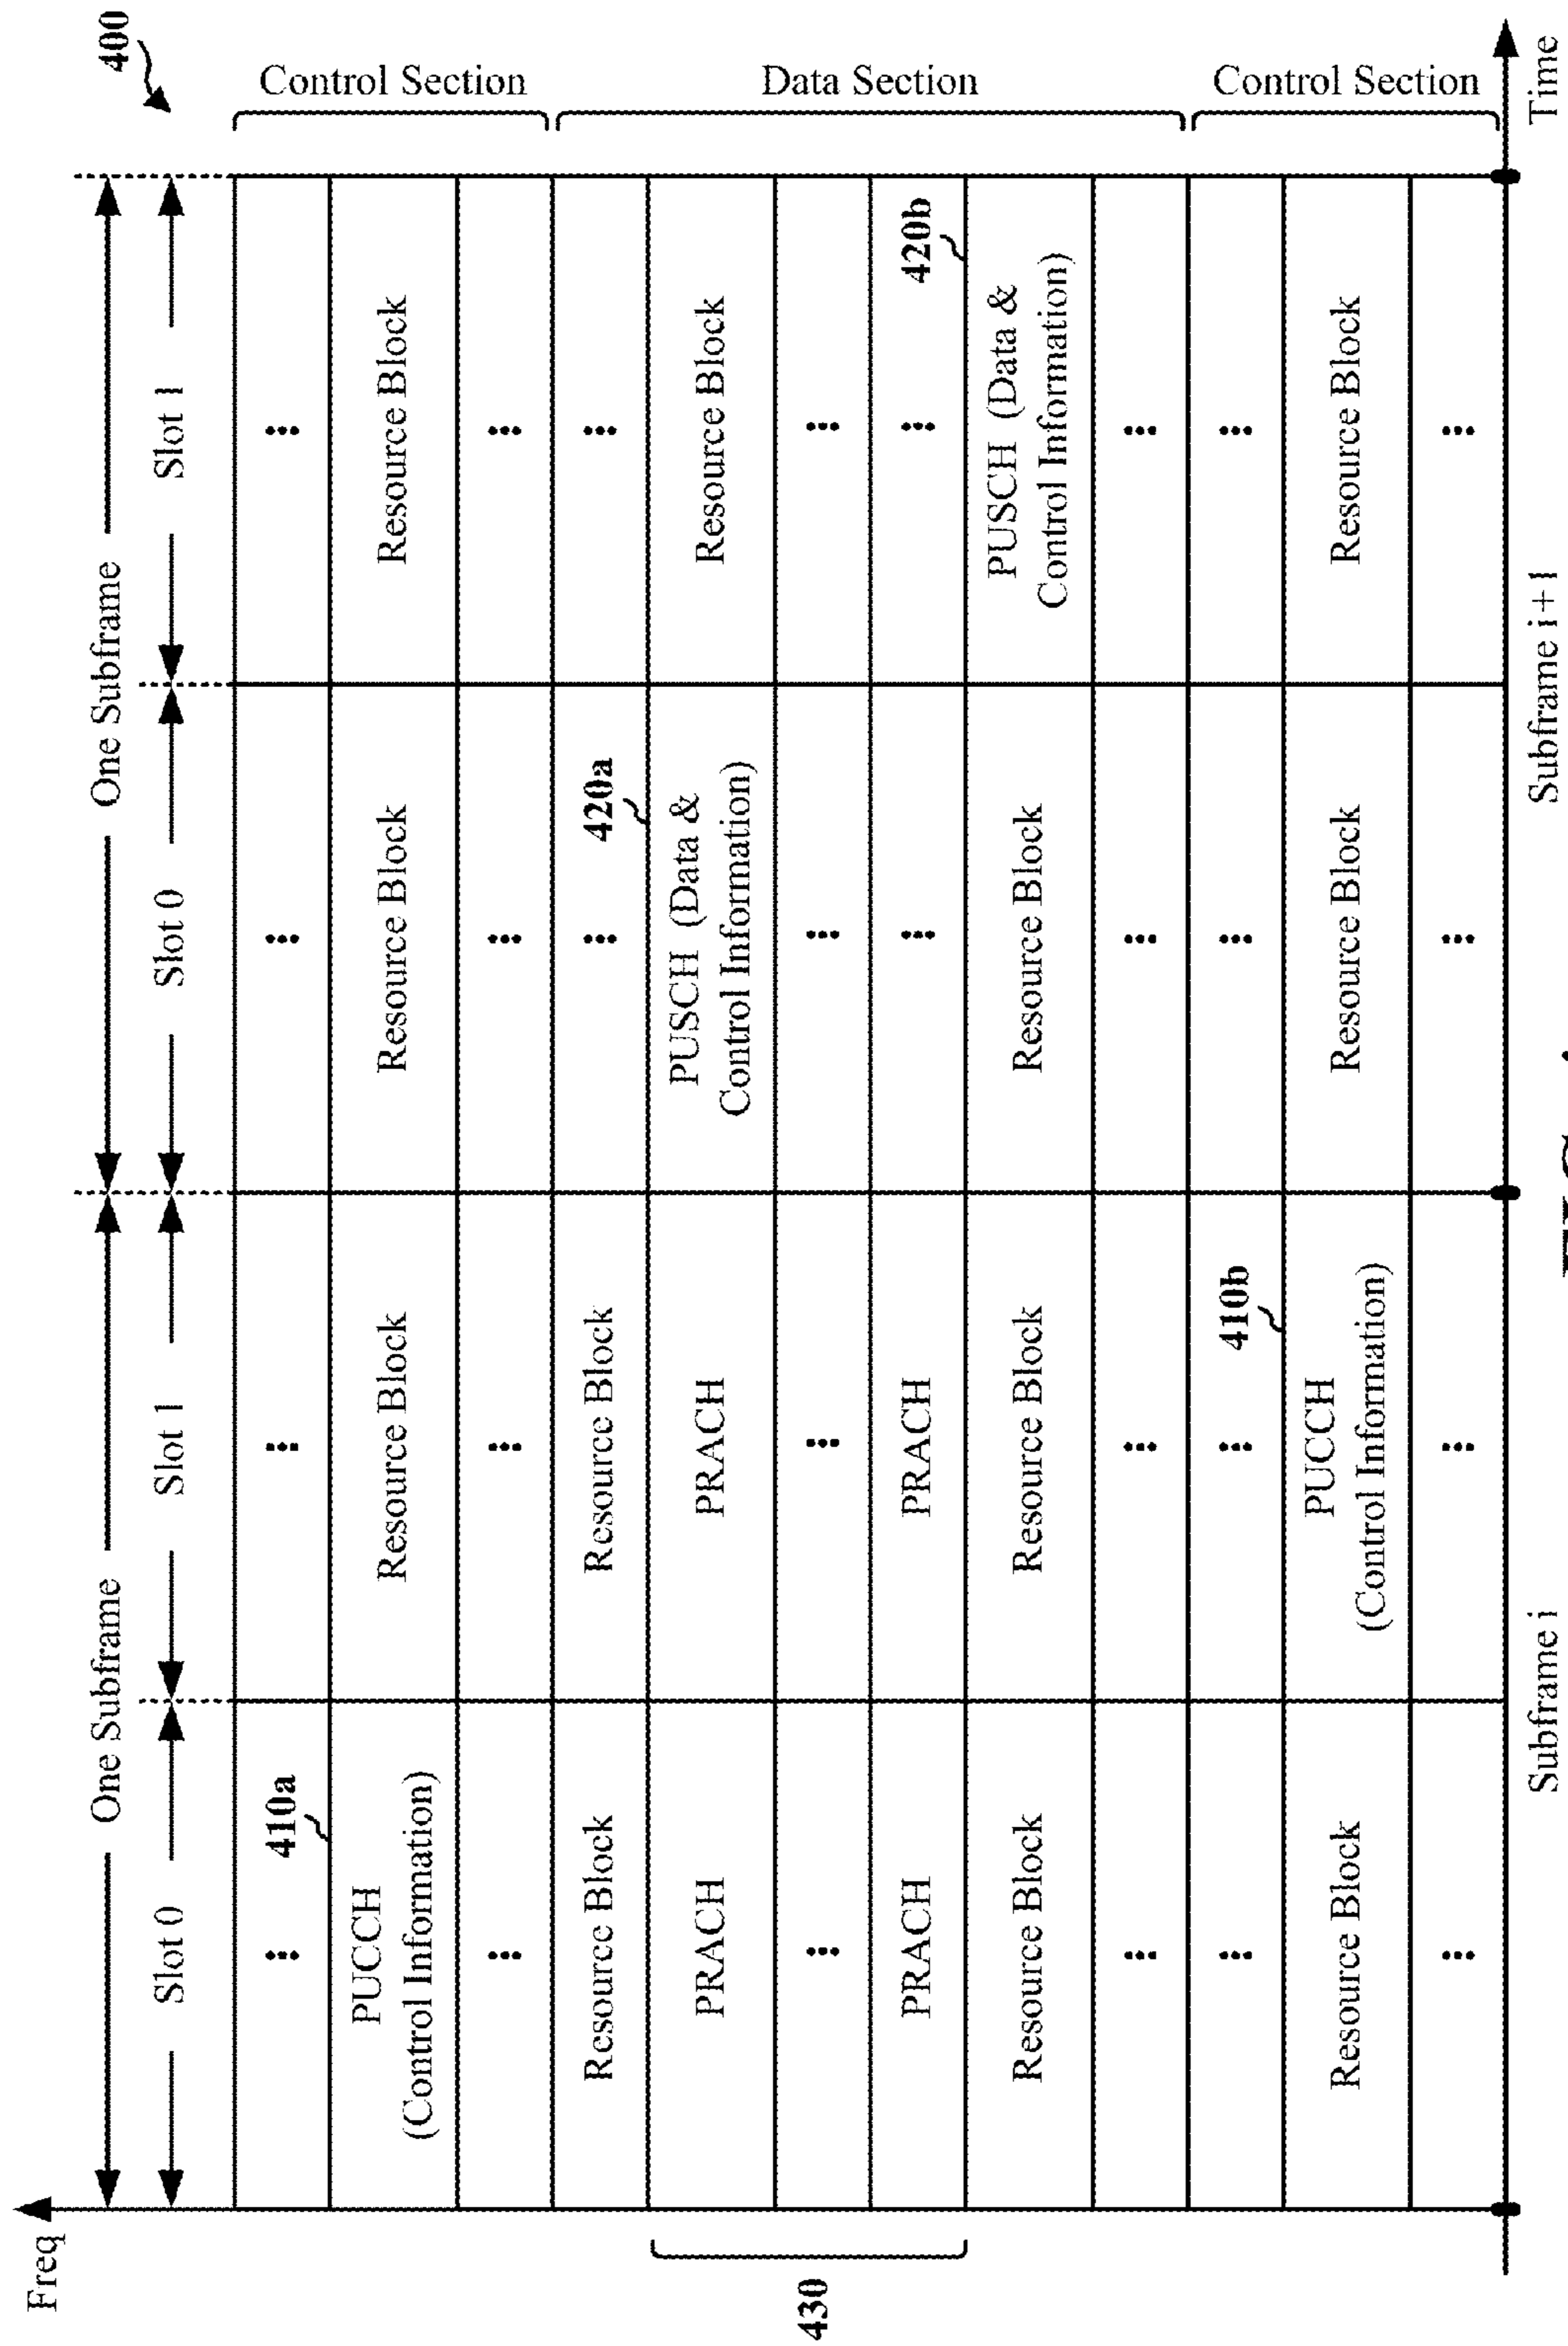 400
Freq
One Subframe
One Subframe
Slot 0
Slot 1
Slot 0
Slot 1
410a
Control Section
PUCCH
(Control Information)
Resource Block
Resource Block
Resource Block
Resource Block
Resource Block
420a
430
PRACH
PRACH
PUSCH (Data &
Control Information)
Resource Block
Data Section
PRACH
PRACH
420b
Resource Block
Resource Block
Resource Block
PUSCH (Data &
Control Information)
410b
Control Section
Resource Block
PUCCH
(Control Information)
Resource Block
Resource Block
Subframe i
Subframe i+1
Time